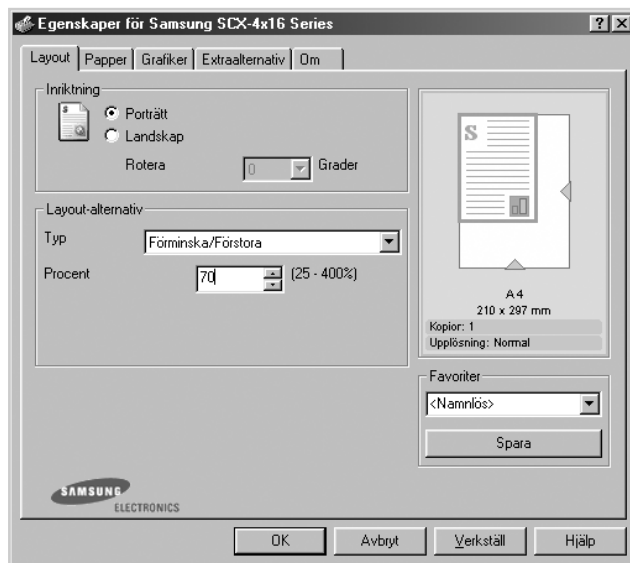 Egenskaper för Samsung SCX-4x16 Series
Layout Papper Grafiker Extraalternativ Om
Inriktning
Porträtt
Landskap
Rotera 0 Grader
Layout-alternativ
Typ Förminska/Förstora
Procent 70 (25 - 400%)
S
S
A4
210 x 297 mm
Kopior: 1
Upplösning: Normal
Favoriter
<Namnlös>
Spara
SAMSUNG
ELECTRONICS
OK Avbryt Verkställ Hjälp